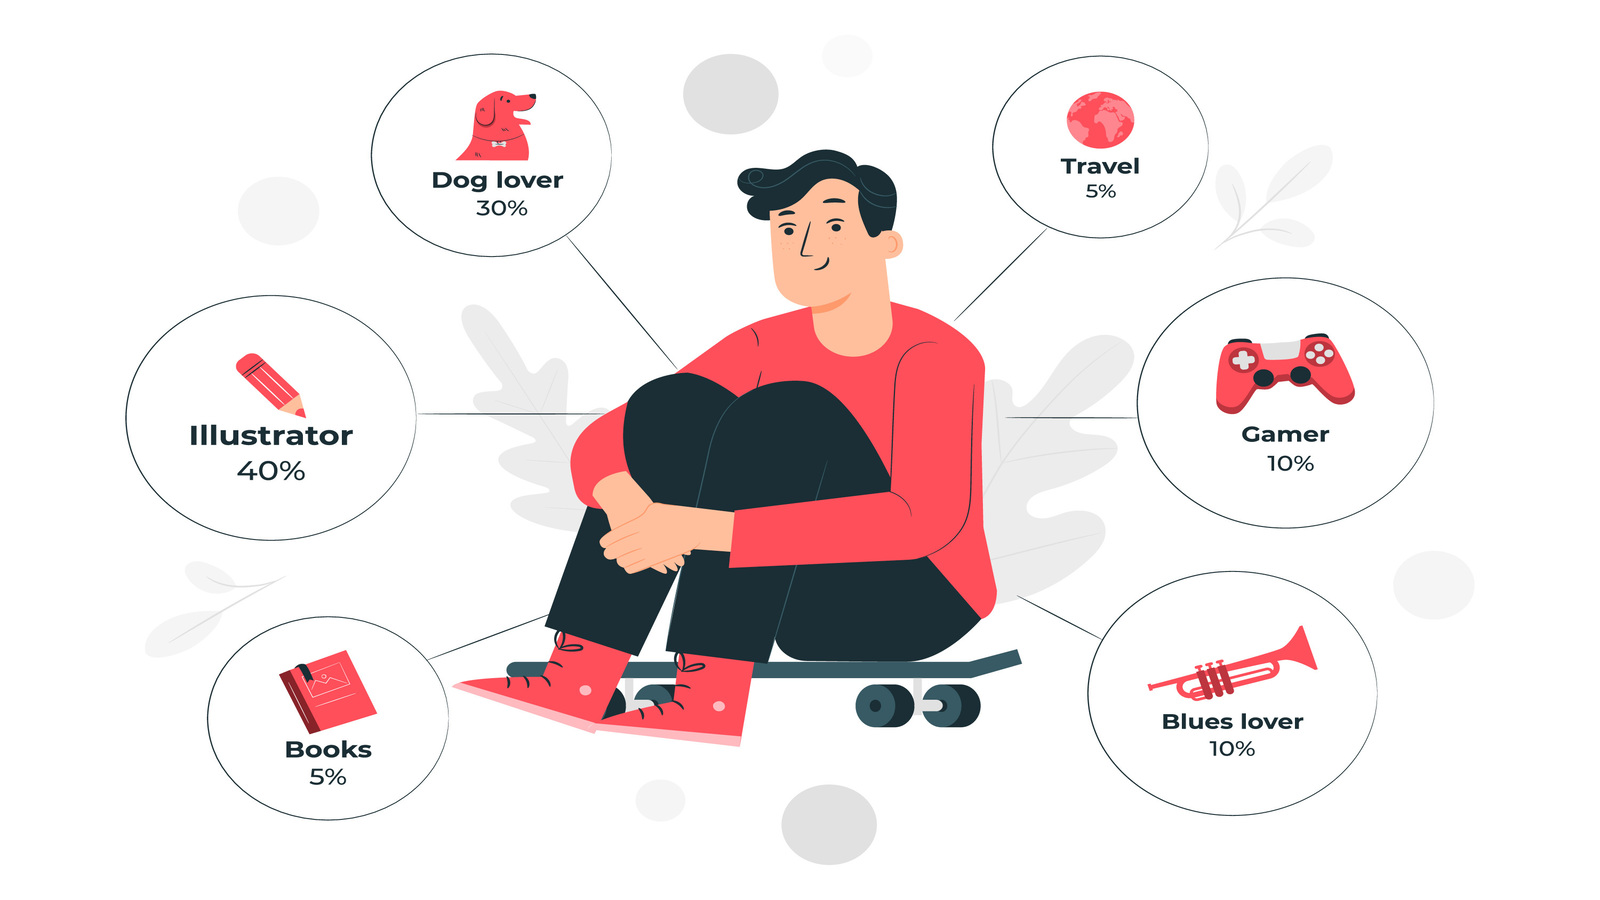 Dog lover
30%
Travel
5%
Illustrator
40%
Gamer
10%
Books
5%
Blues lover
10%